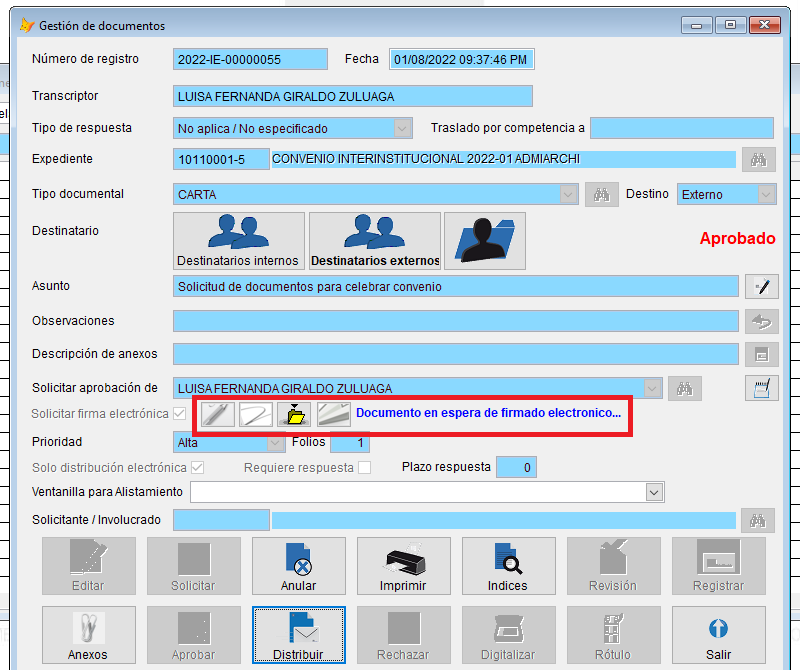 Gestión de documentos
Número de registro 2022-IE-00000055 Fecha 01/08/2022 09:37:46 PM
Transcriptor LUISA FERNANDA GIRALDO ZULUAGA
Tipo de respuesta No aplica / No especificado Traslado por competencia a
Expediente 10110001-5 CONVENIO INTERINSTITUCIONAL 2022-01 ADMIARCHI
Tipo documental CARTA Destino Externo
Destinatario Destinatarios internos Destinatarios externos Aprobado
Asunto Solicitud de documentos para celebrar convenio
Observaciones
Descripción de anexos
Solicitar aprobación de LUISA FERNANDA GIRALDO ZULUAGA
Solicitar firma electrónica Documento en espera de firmado electronico...
Prioridad Alta Folios 1
Solo distribución electrónica Requiere respuesta Plazo respuesta 0
Ventanilla para Alistamiento
Solicitante / Involucrado
Editar Solicitar Anular Imprimir Indices Revisión Registrar
Anexos Aprobar Distribuir Rechazar Digitalizar Rótulo Salir